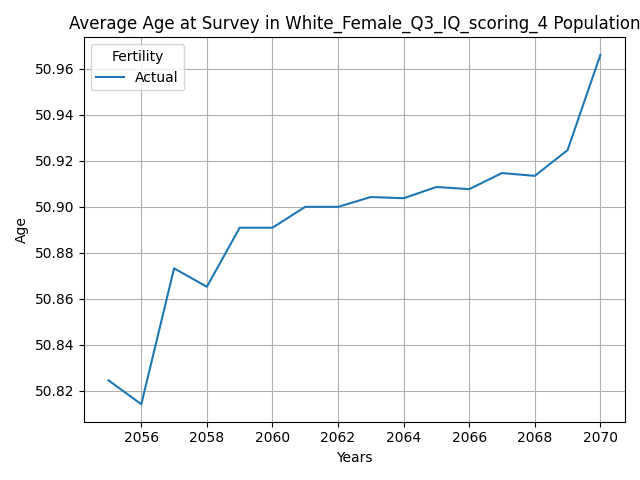 Average Age at Survey in White_Female_Q3_IQ_scoring_4 Population
Fertility
Actual
50.96
50.94
50.92
50.90
50.88
50.86
50.84
50.82
Age
2056 2058 2060 2062 2064 2066 2068 2070
Years